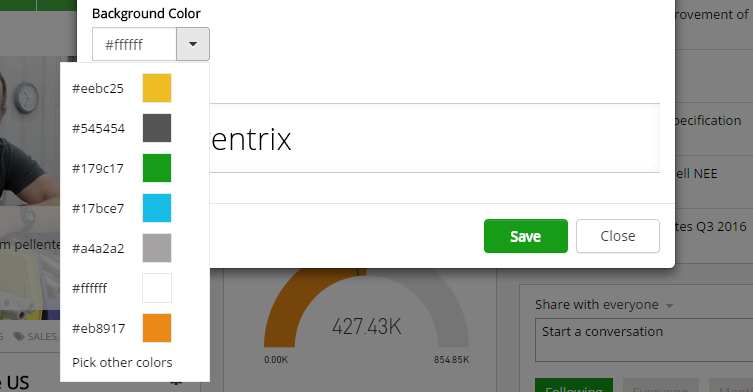 Background Color
#ffffff
#eebc25
#545454
#179c17
#17bce7
#a4a2a2
#ffffff
#eb8917
Pick other colors
entrix
Save
Close
rovement of
pecification
ell NEE
tes Q3 2016
m pellente
SALES,
US
427.43K
0.00K
854.85K
Share with everyone
Start a conversation
Following
Everyone